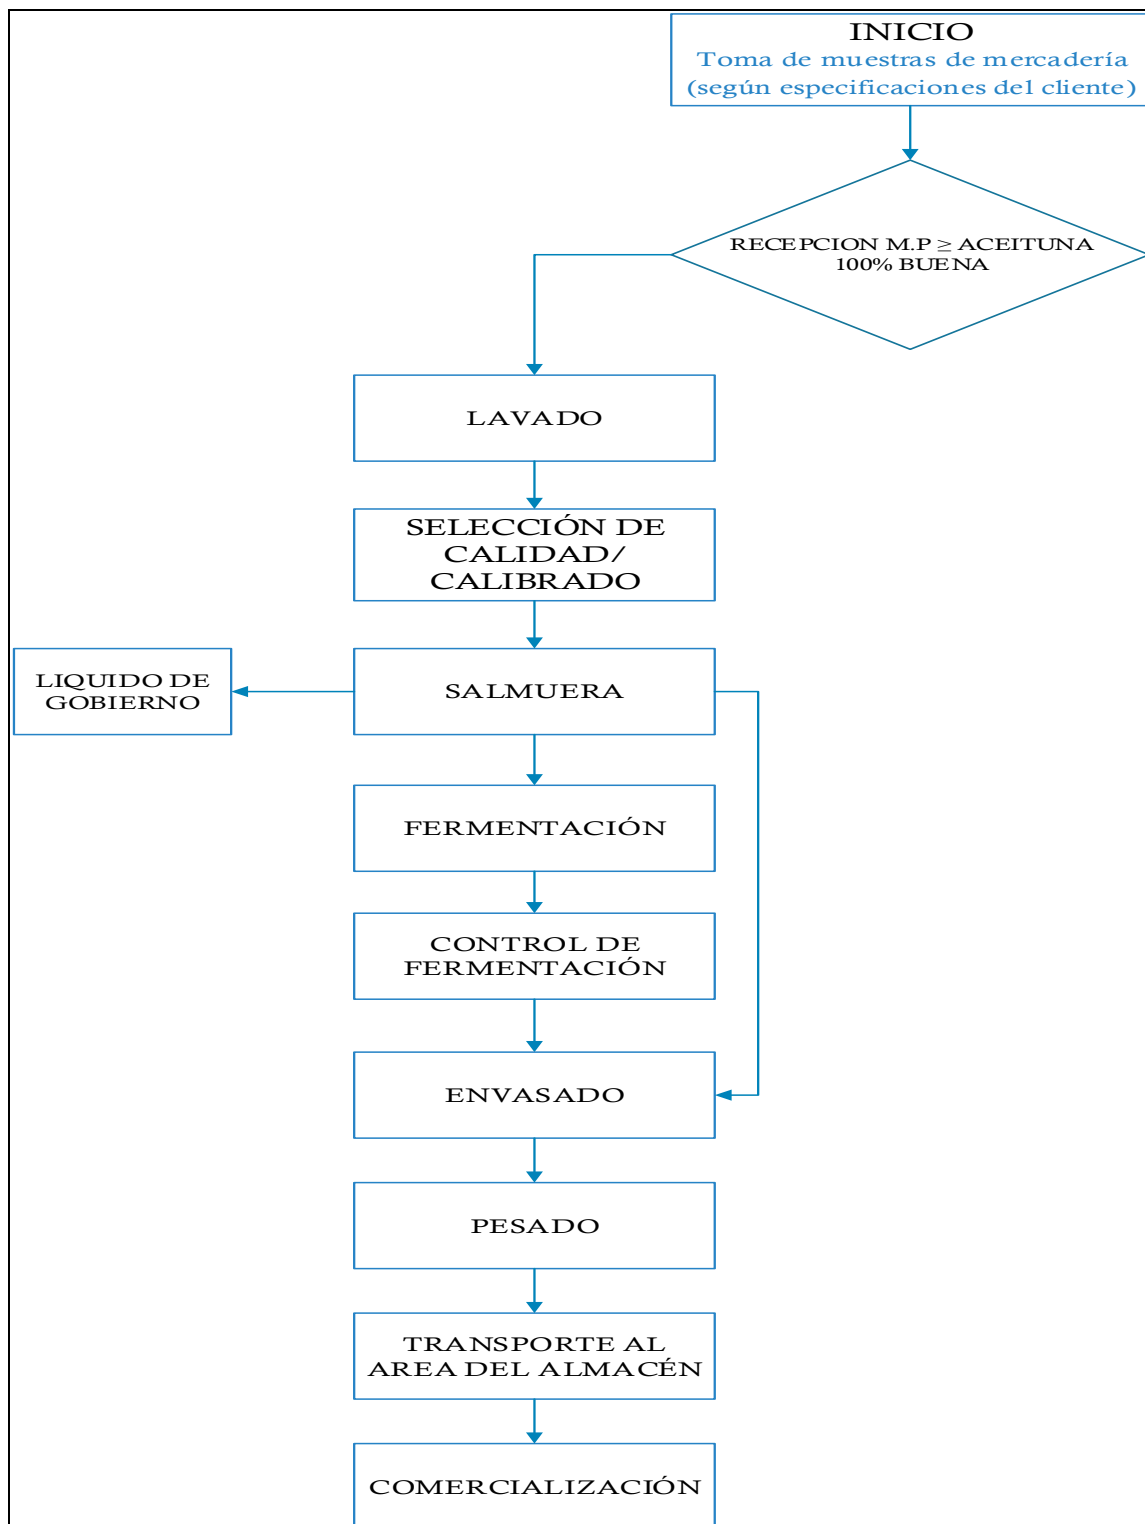 INICIO
Toma de muestras de mercadería
(según especificaciones del cliente)
RECEPCION M.P ≥ ACEITUNA
100% BUENA
LAVADO
SELECCIÓN DE
CALIDAD/
CALIBRADO
LIQUIDO DE
GOBIERNO
SALMUERA
FERMENTACIÓN
CONTROL DE
FERMENTACIÓN
ENVASADO
PESADO
TRANSPORTE AL
AREA DEL ALMACÉN
COMERCIALIZACIÓN